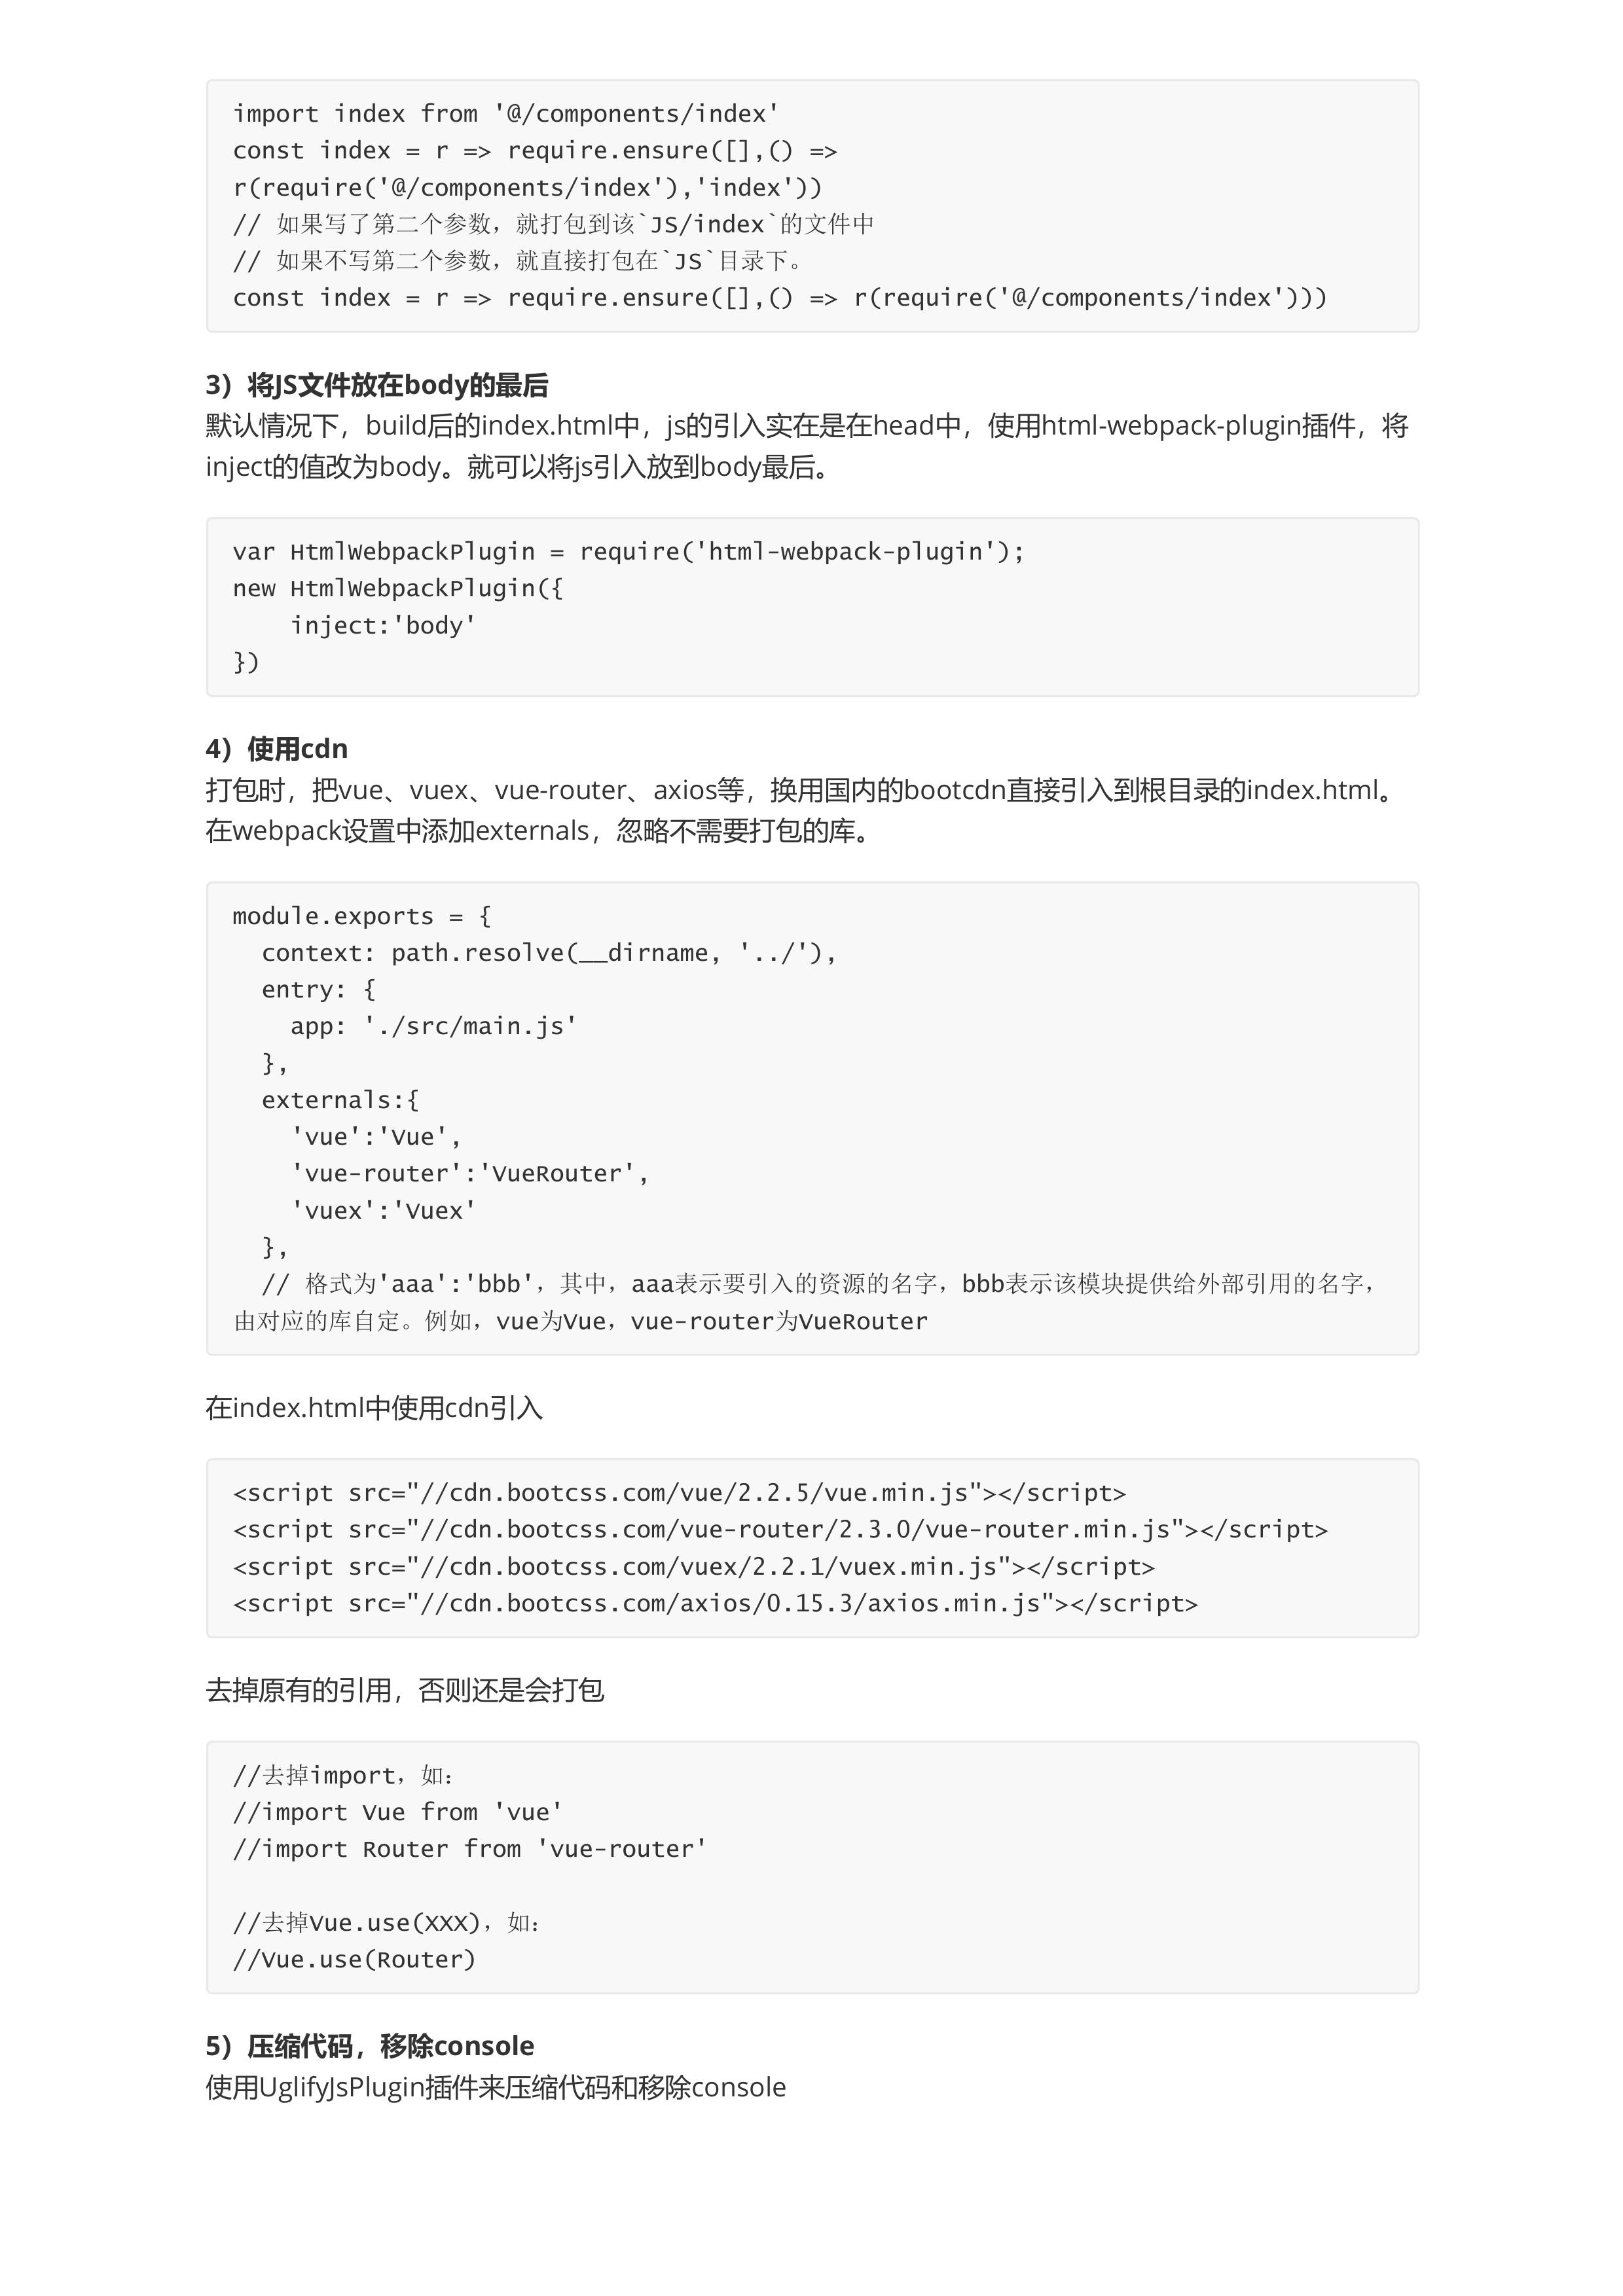 import index from '@/components/index'
const index = r => require.ensure([],() =>
r(require('@/components/index'),'index'))
// 如果写了第二个参数，就打包到该`JS/index`的文件中
// 如果不写第二个参数，就直接打包在`JS`目录下。
const index = r => require.ensure([],() => r(require('@/components/index')))
3）将JS文件放在body的最后
默认情况下，build后的index.html中，js的引入实在是在head中，使用html-webpack-plugin插件，将
inject的值改为body。就可以将js引入放到body最后。
var HtmlWebpackPlugin = require('html-webpack-plugin');
new HtmlWebpackPlugin({
    inject:'body'
})
4）使用cdn
打包时，把vue、vuex、vue-router、axios等，换用国内的bootcdn直接引入到根目录的index.html。
在webpack设置中添加externals，忽略不需要打包的库。
module.exports = {
  context: path.resolve(__dirname, '../'),
  entry: {
    app: './src/main.js'
  },
  externals:{
    'vue':'Vue',
    'vue-router':'VueRouter',
    'vuex':'Vuex'
  },
  // 格式为'aaa':'bbb'，其中，aaa表示要引入的资源的名字，bbb表示该模块提供给外部引用的名字，
由对应的库自定。例如，vue为Vue，vue-router为VueRouter
在index.html中使用cdn引入
<script src="//cdn.bootcss.com/vue/2.2.5/vue.min.js"></script>
<script src="//cdn.bootcss.com/vue-router/2.3.0/vue-router.min.js"></script>
<script src="//cdn.bootcss.com/vuex/2.2.1/vuex.min.js"></script>
<script src="//cdn.bootcss.com/axios/0.15.3/axios.min.js"></script>
去掉原有的引用，否则还是会打包
//去掉import，如：
//import Vue from 'vue'
//import Router from 'vue-router'

//去掉Vue.use(XXX)，如：
//Vue.use(Router)
5）压缩代码，移除console
使用UglifyJsPlugin插件来压缩代码和移除console